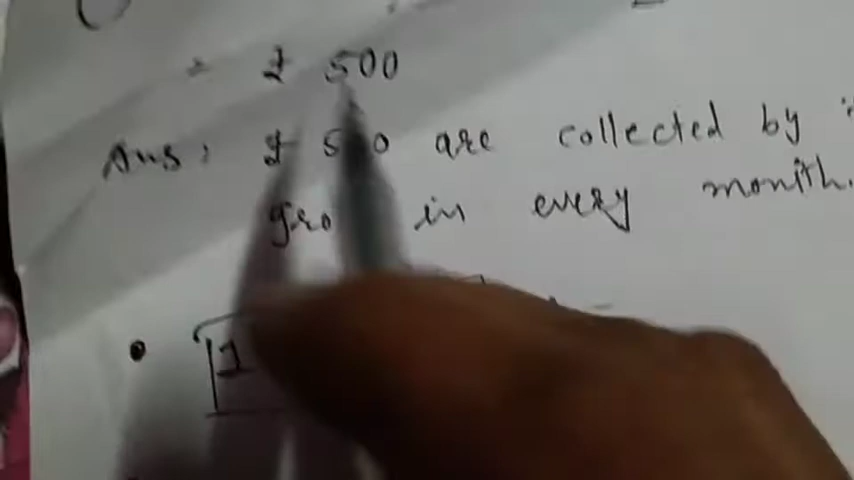 = ₹ 500
Ans: ₹ 500 are collected by
in every month.